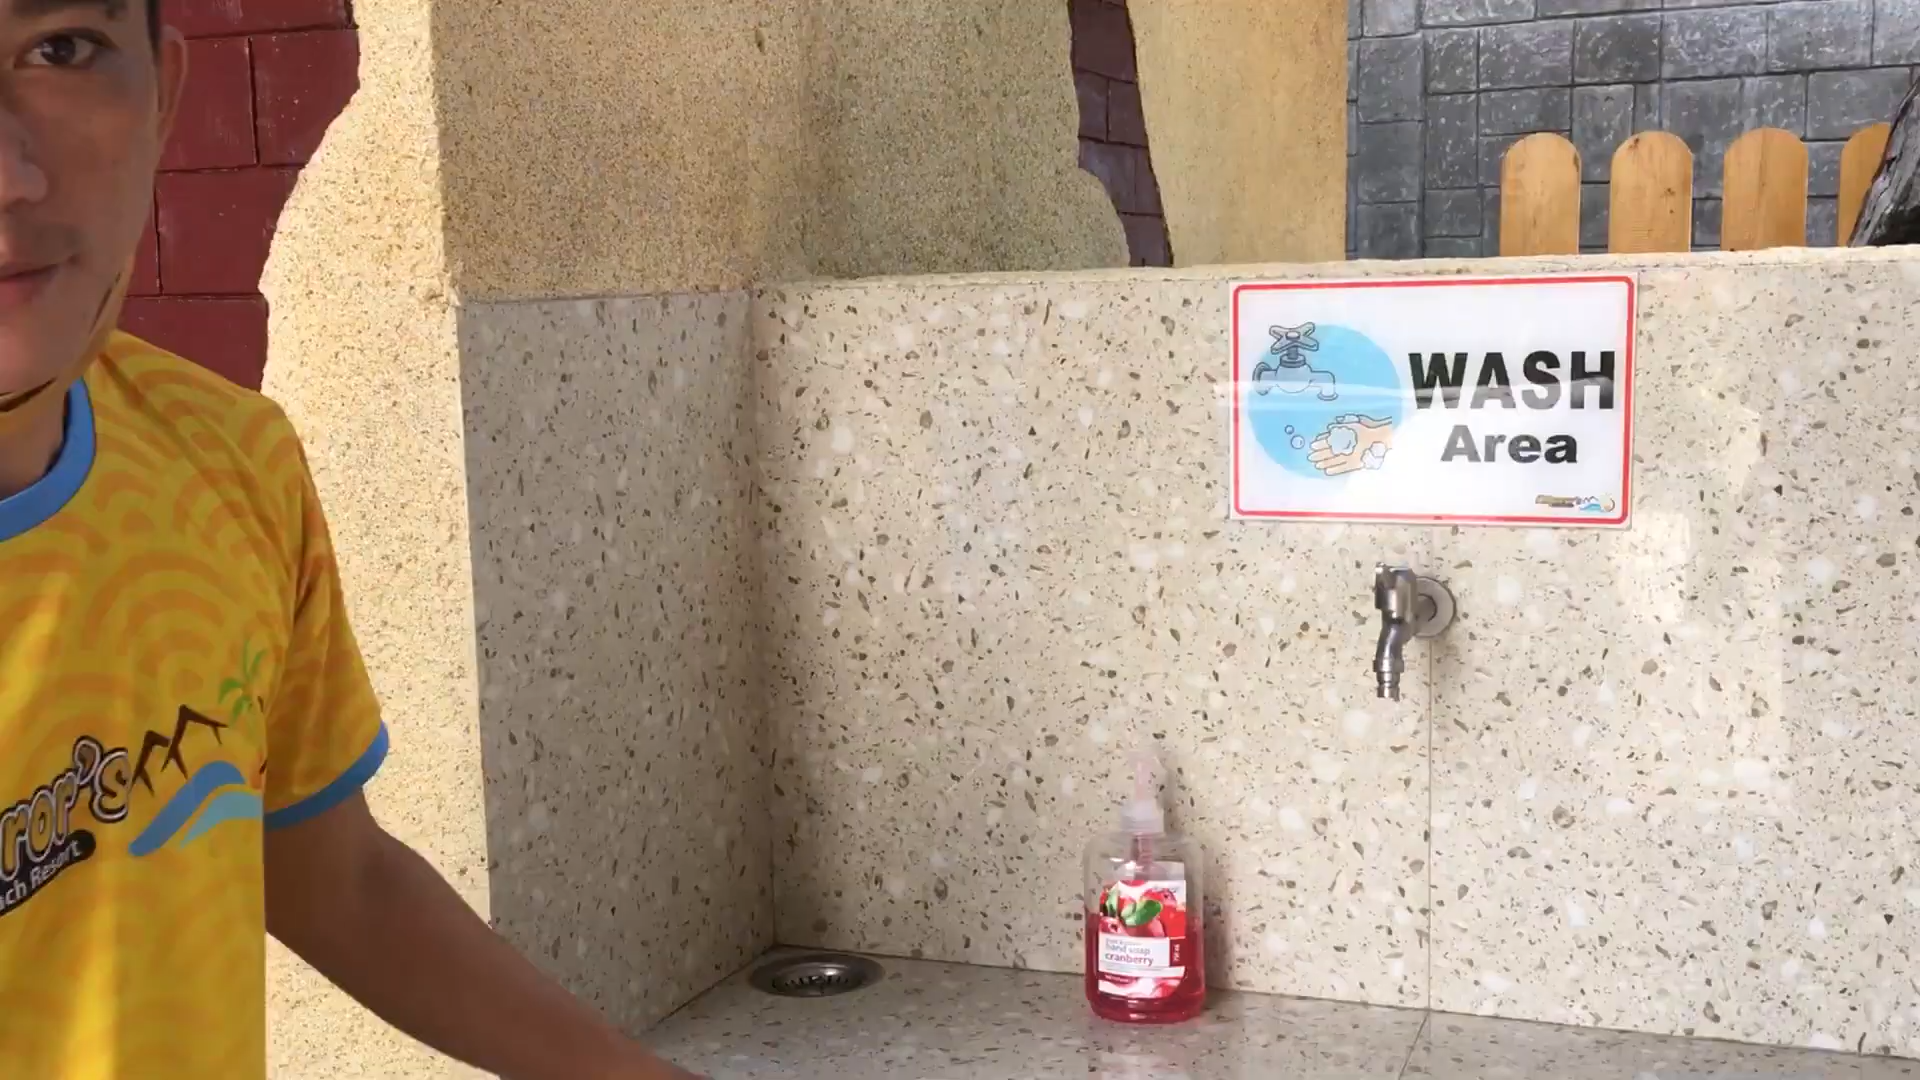 WASH
Area
ror's
ach Resort
hand soap
cranberry